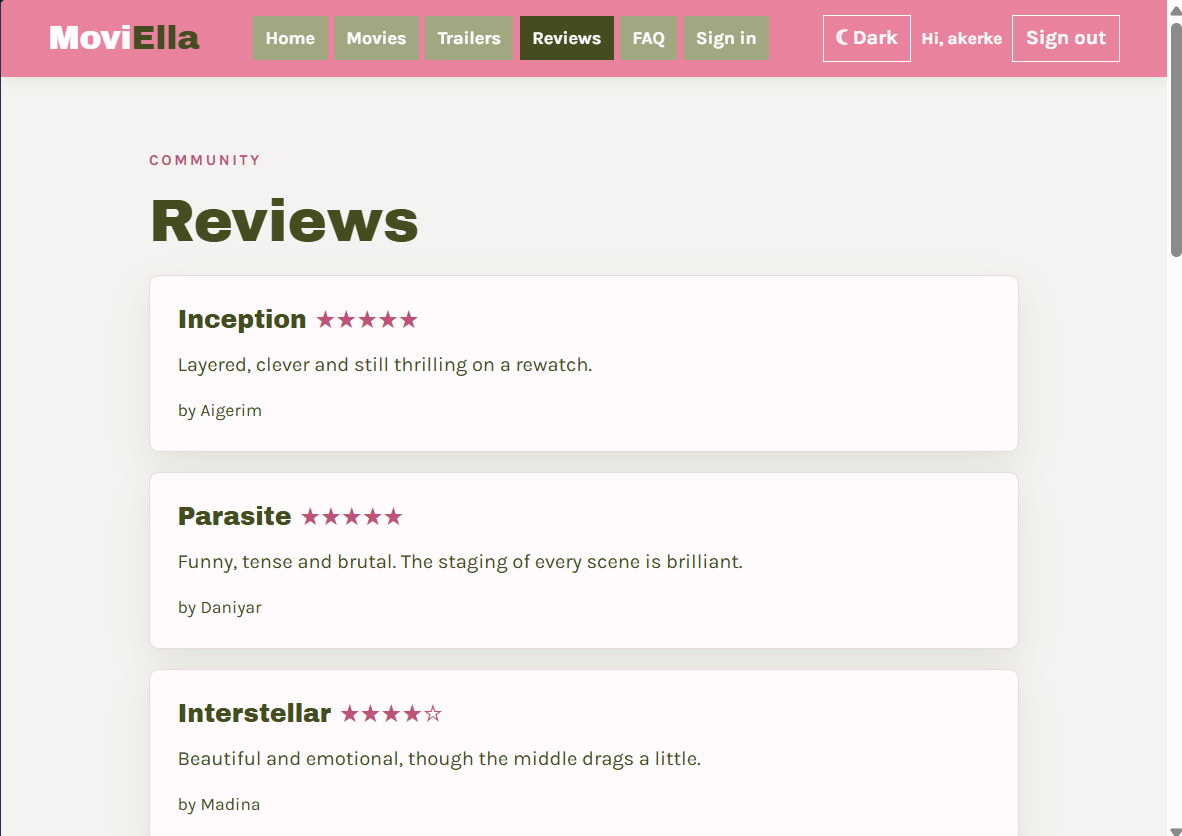 MoviElla Home Movies Trailers Reviews FAQ Sign in ☾ Dark Hi, akerke Sign out
COMMUNITY
Reviews
Inception ★★★★★
Layered, clever and still thrilling on a rewatch.
by Aigerim
Parasite ★★★★★
Funny, tense and brutal. The staging of every scene is brilliant.
by Daniyar
Interstellar ★★★★☆
Beautiful and emotional, though the middle drags a little.
by Madina